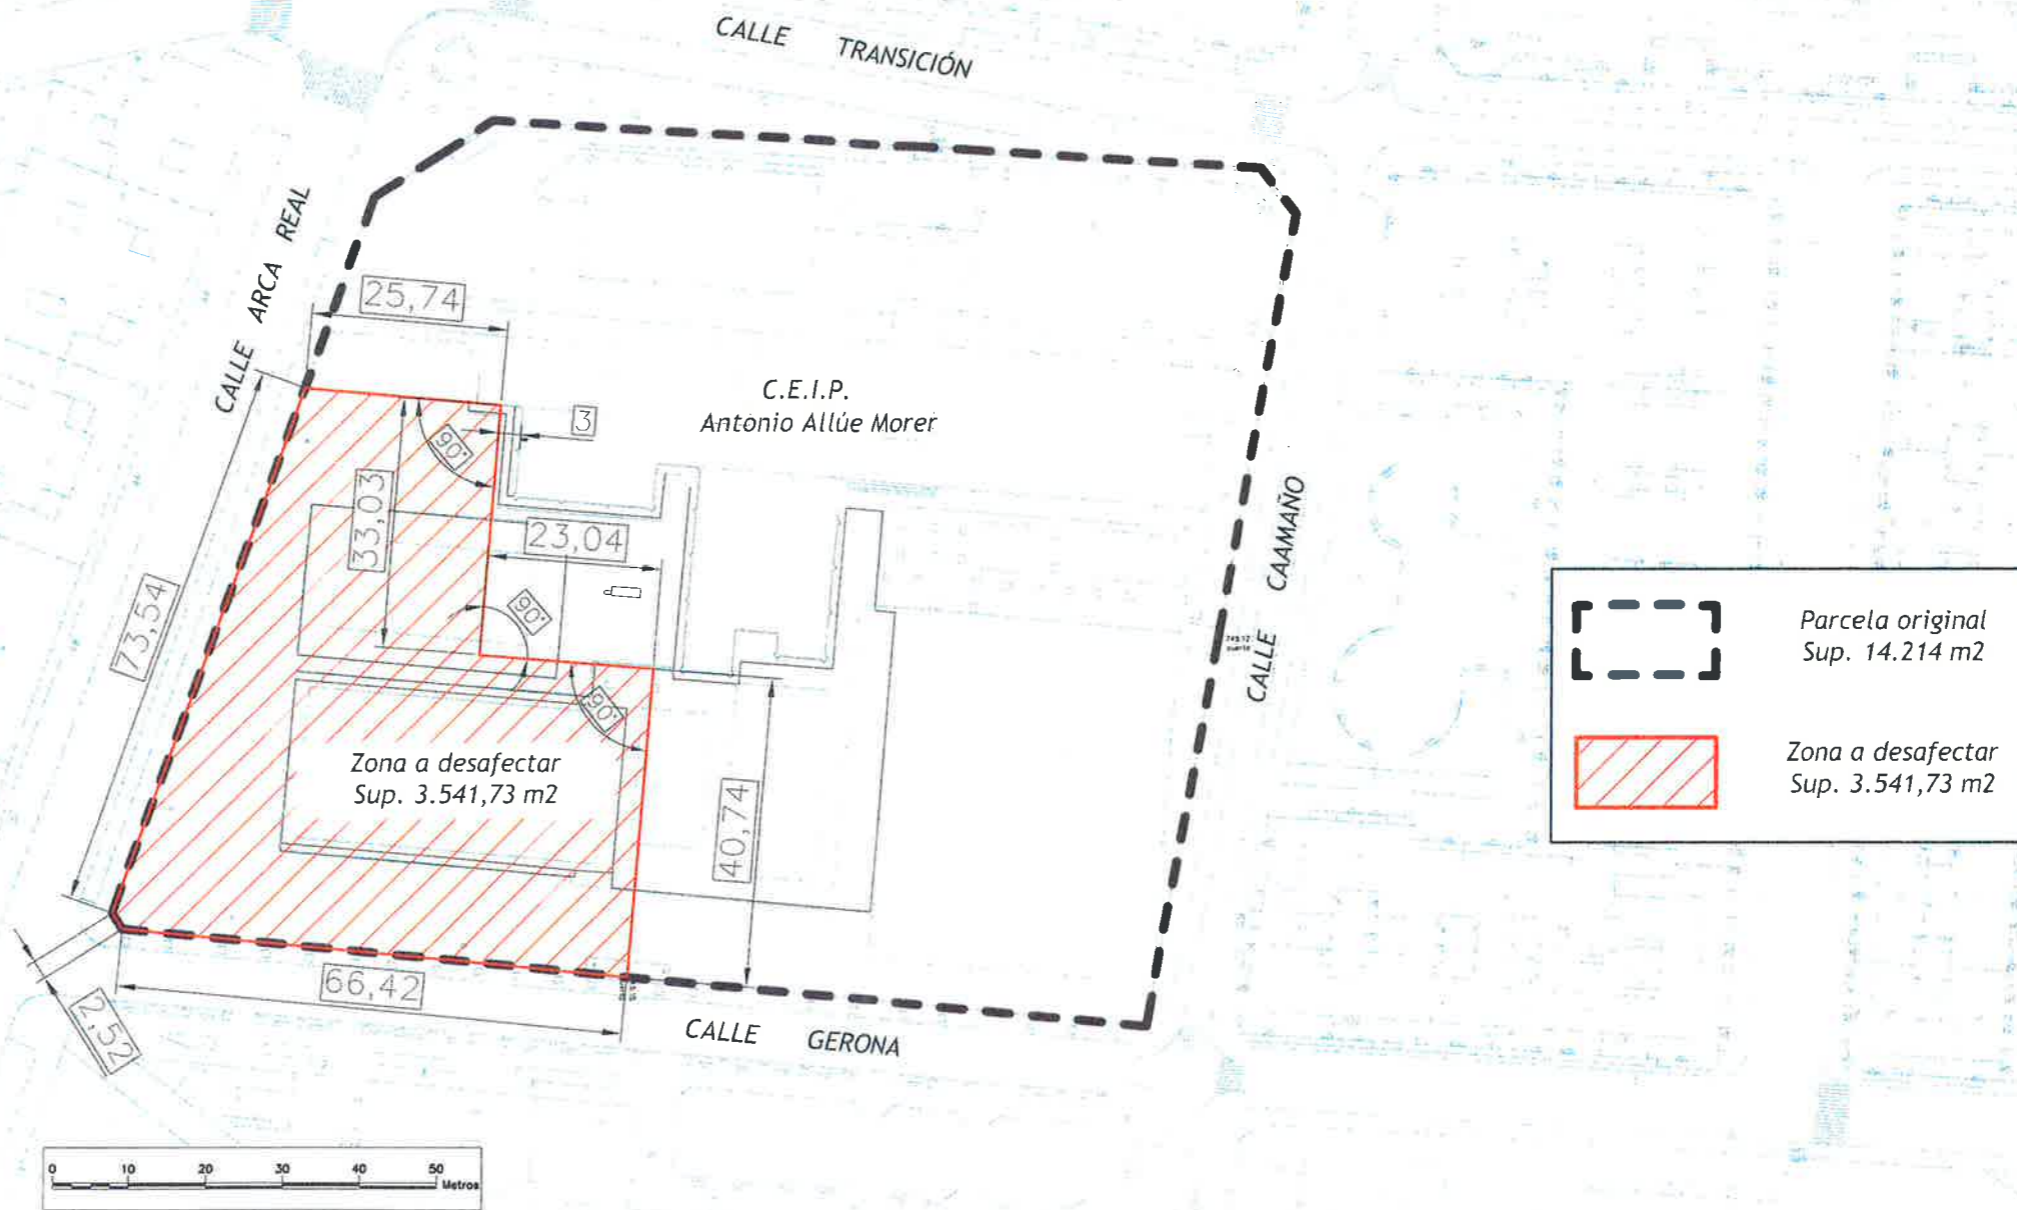 CALLE TRANSICIÓN
CALLE ARCA REAL
25,74
C.E.I.P.
Antonio Allúe Morer
3
90°
33,03
23,04
90°
73,54
90°
CALLE CAAMAÑO
Parcela original
Sup. 14.214 m2
Zona a desafectar
Sup. 3.541,73 m2
Zona a desafectar
Sup. 3.541,73 m2
40,74
66,42
2,52
CALLE GERONA
0 10 20 30 40 50
Metros